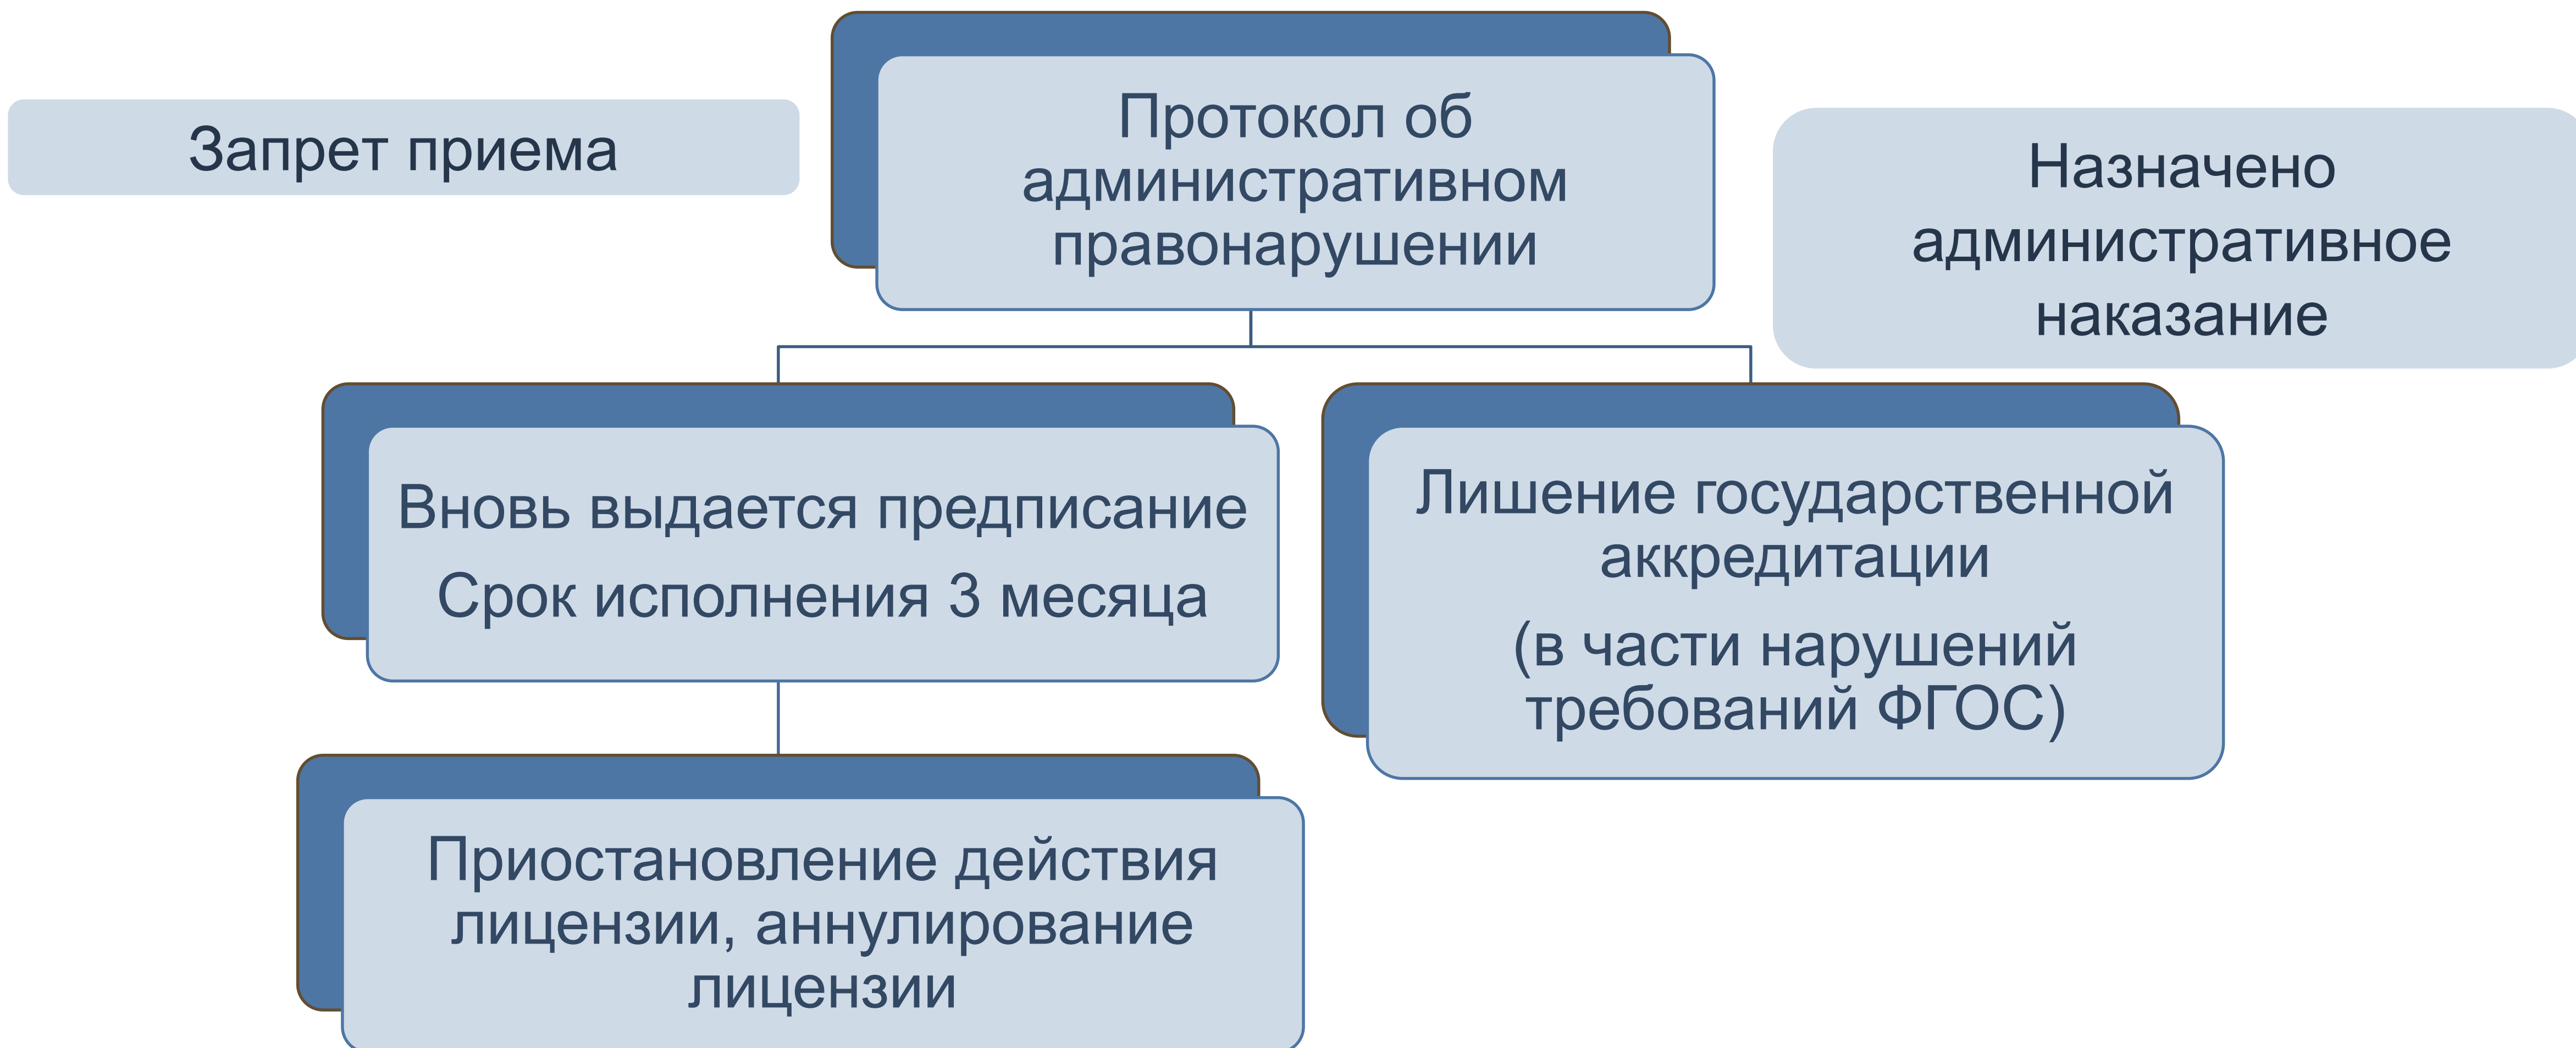 Запрет приема
Протокол об
административном
правонарушении
Назначено
административное
наказание
Вновь выдается предписание
Срок исполнения 3 месяца
Лишение государственной
аккредитации
(в части нарушений
требований ФГОС)
Приостановление действия
лицензии, аннулирование
лицензии